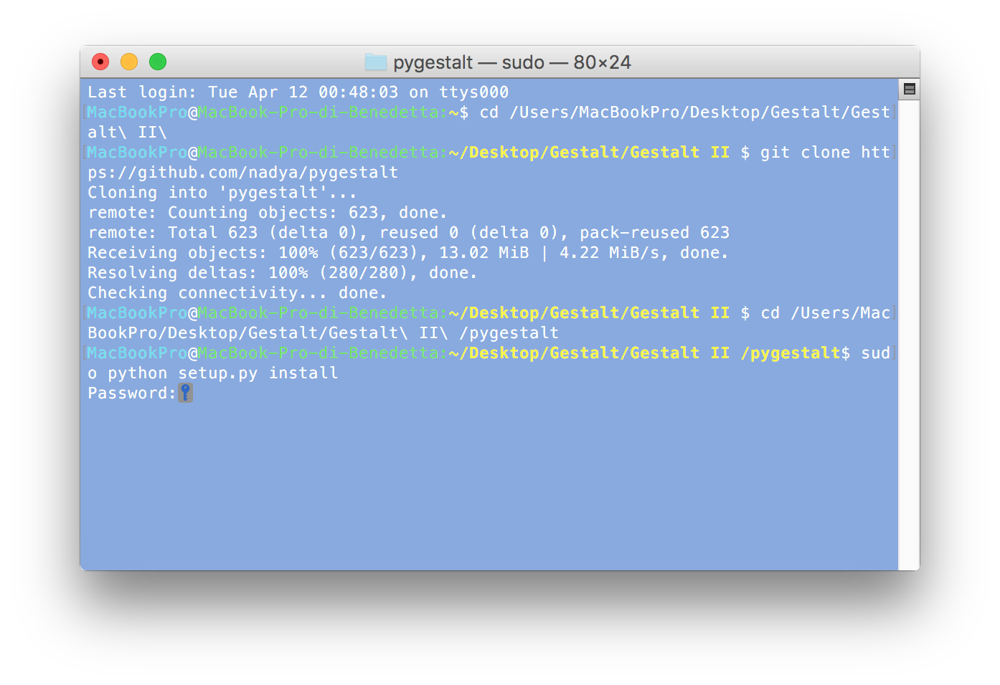 pygestalt — sudo — 80×24
Last login: Tue Apr 12 00:48:03 on ttys000
[MacBookPro@MacBook-Pro-di-Benedetta:~$ cd /Users/MacBookPro/Desktop/Gestalt/Gest]
alt\ II\
[MacBookPro@MacBook-Pro-di-Benedetta:~/Desktop/Gestalt/Gestalt II $ git clone htt]
ps://github.com/nadya/pygestalt
Cloning into 'pygestalt'...
remote: Counting objects: 623, done.
remote: Total 623 (delta 0), reused 0 (delta 0), pack-reused 623
Receiving objects: 100% (623/623), 13.02 MiB | 4.22 MiB/s, done.
Resolving deltas: 100% (280/280), done.
Checking connectivity... done.
[MacBookPro@MacBook-Pro-di-Benedetta:~/Desktop/Gestalt/Gestalt II $ cd /Users/Mac]
BookPro/Desktop/Gestalt/Gestalt\ II\ /pygestalt
[MacBookPro@MacBook-Pro-di-Benedetta:~/Desktop/Gestalt/Gestalt II /pygestalt$ sud]
o python setup.py install
Password: